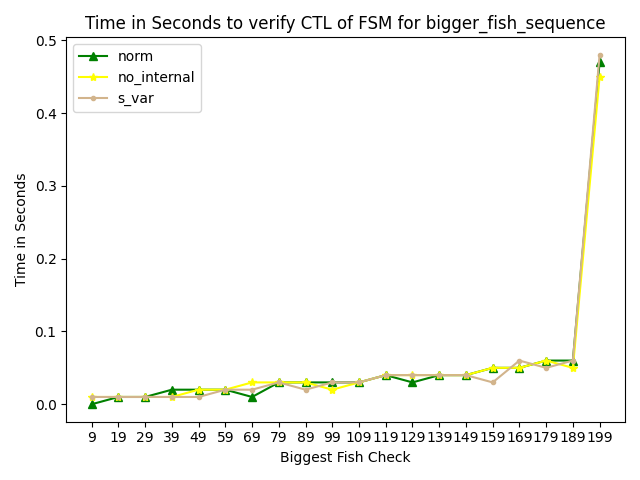 Time in Seconds to verify CTL of FSM for bigger_fish_sequence
norm
no_internal
s_var
Time in Seconds
0.5
0.4
0.3
0.2
0.1
0.0
9 19 29 39 49 59 69 79 89 99 109 119 129 139 149 159 169 179 189 199
Biggest Fish Check